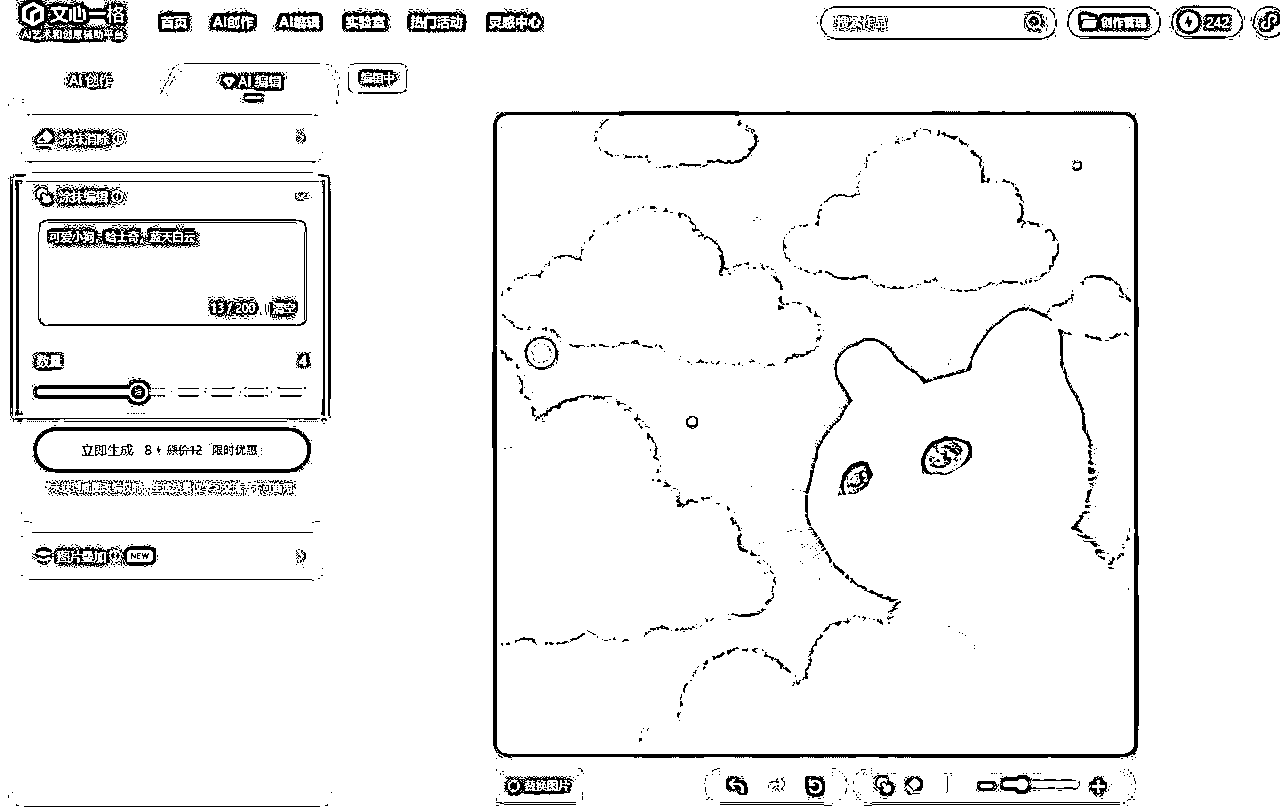 文心一格
AI艺术和创意辅助平台
首页 AI创作 AI编辑 实验室 热门活动 灵感中心
搜索作品
创作管理
242
AI创作
AI编辑
编辑中
涂抹消除
涂抹编辑
可爱小狗,哈士奇,蓝天白云
13/200 清空
数量 4
立即生成 8 原价12 限时优惠
图片叠加 NEW
替换图片